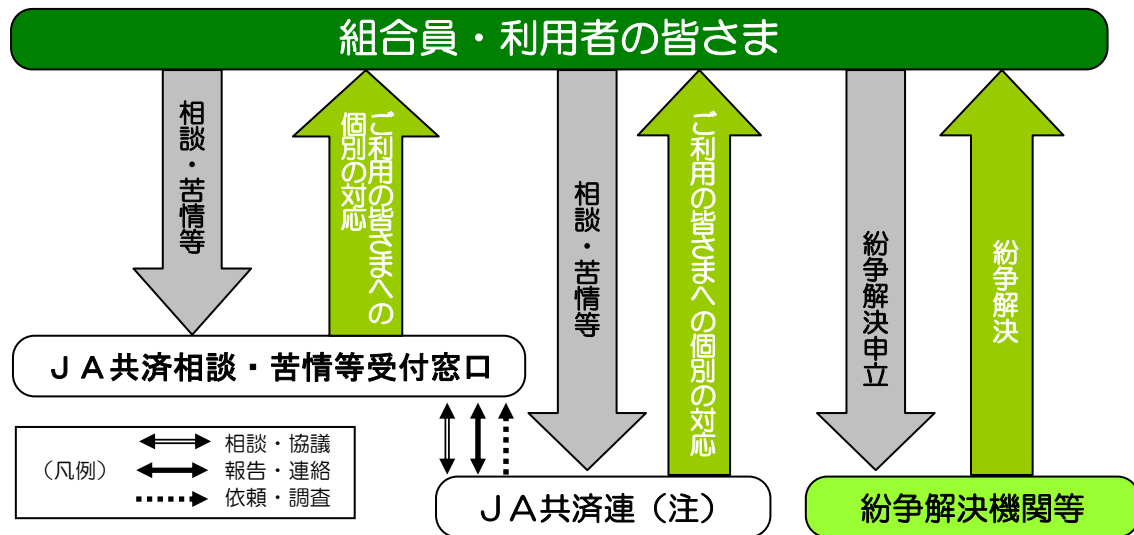 組合員・利用者の皆さま
相談・苦情等
ご利用の皆さまへの
個別の対応
相談・苦情等
ご利用の皆さまへの個別の対応
紛争解決申立
紛争解決
JA共済相談・苦情等受付窓口
(凡例)
相談・協議
報告・連絡
依頼・調査
JA共済連(注)
紛争解決機関等